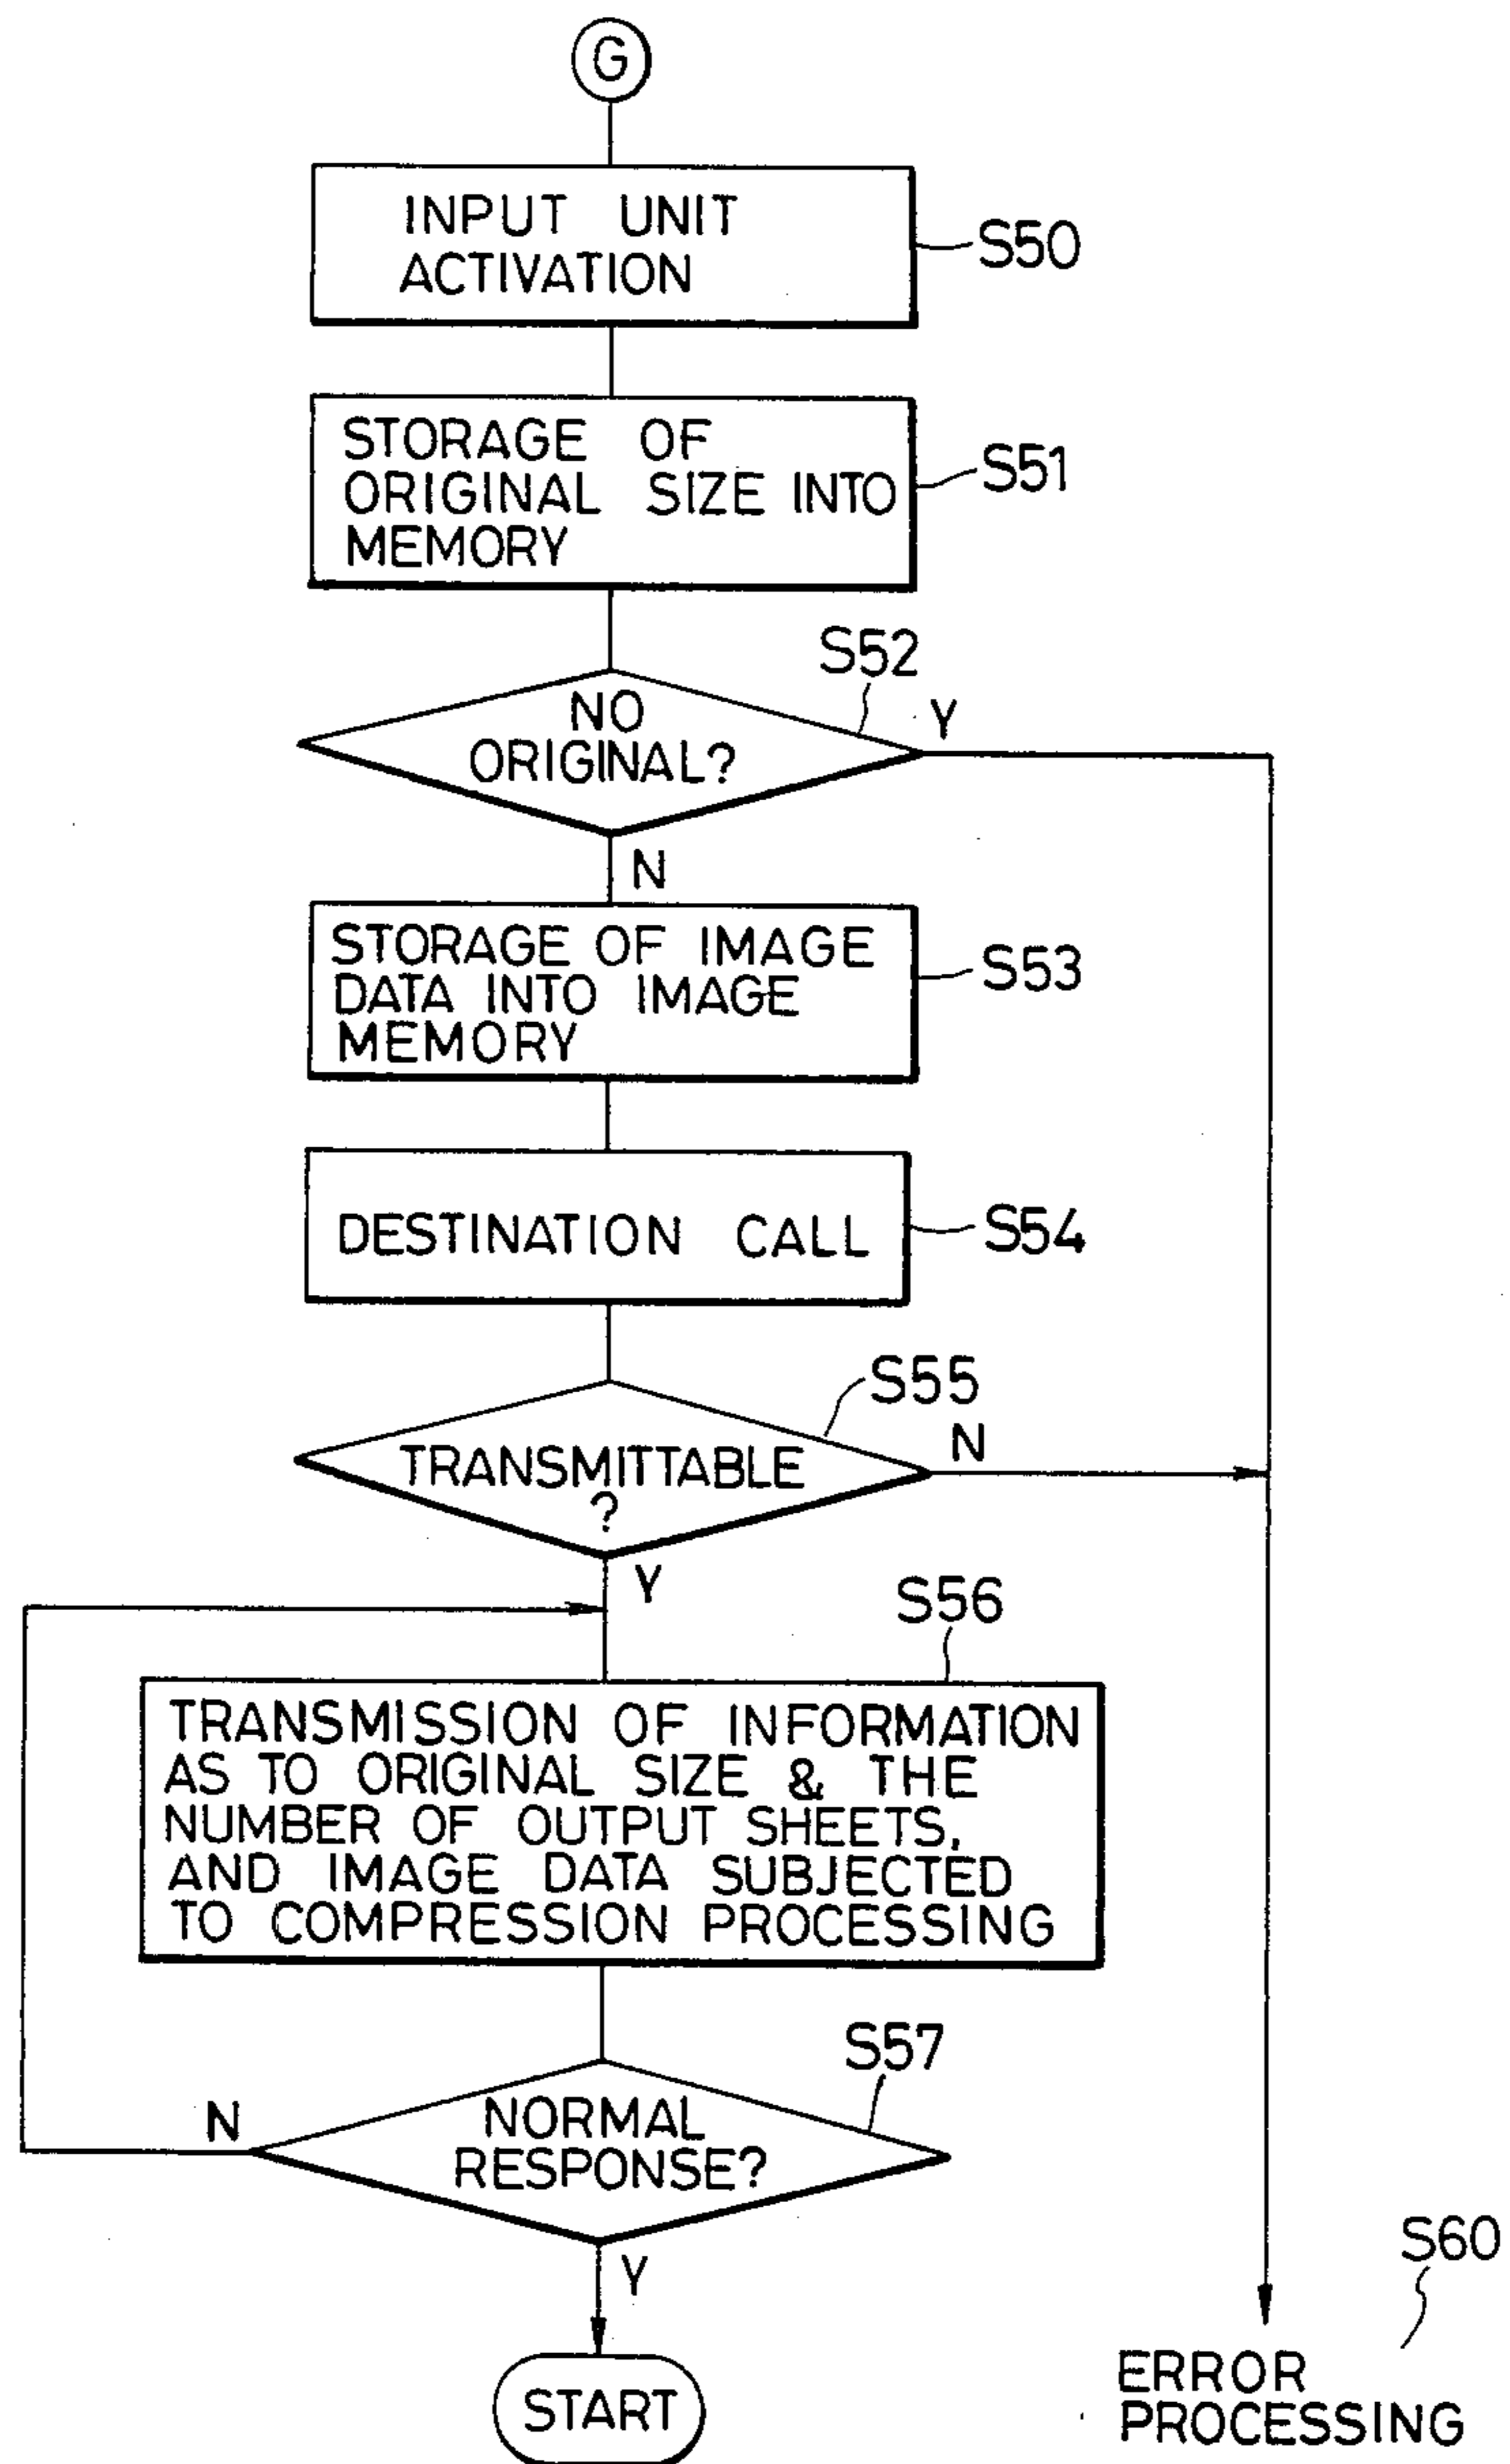 G
INPUT UNIT
ACTIVATION
S50
STORAGE OF
ORIGINAL SIZE INTO
MEMORY
S51
S52
NO
ORIGINAL?
Y
N
STORAGE OF IMAGE
DATA INTO IMAGE
MEMORY
S53
DESTINATION CALL
S54
S55
TRANSMITTABLE
?
N
Y
S56
TRANSMISSION OF INFORMATION
AS TO ORIGINAL SIZE & THE
NUMBER OF OUTPUT SHEETS,
AND IMAGE DATA SUBJECTED
TO COMPRESSION PROCESSING
S57
NORMAL
RESPONSE?
N
Y
START
S60
ERROR
PROCESSING